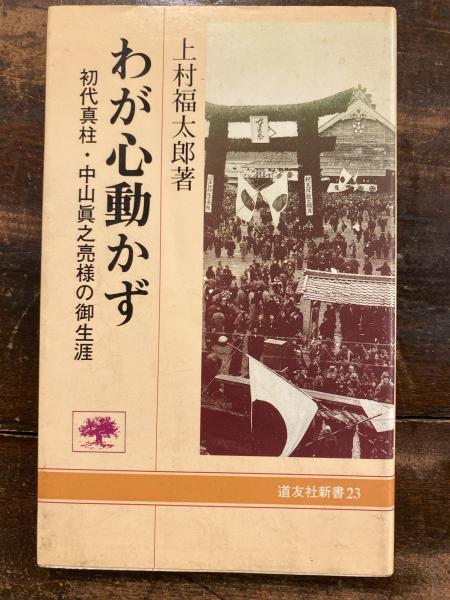 上村福太郎著
わが心動かず
初代真柱・中山眞之亮様の御生涯
道友社新書23